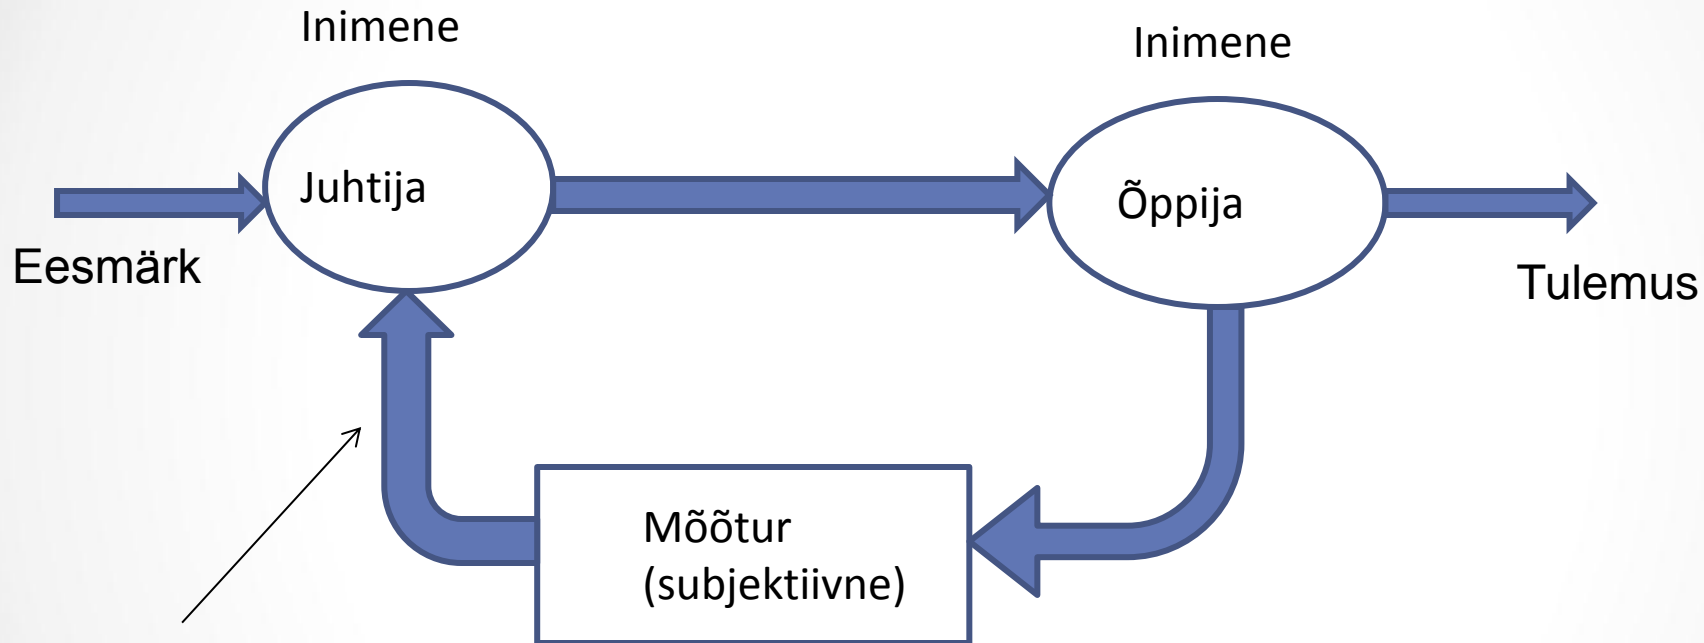 Inimene
Inimene
Juhtija
Õppija
Eesmärk
Tulemus
Mõõtur
(subjektiivne)